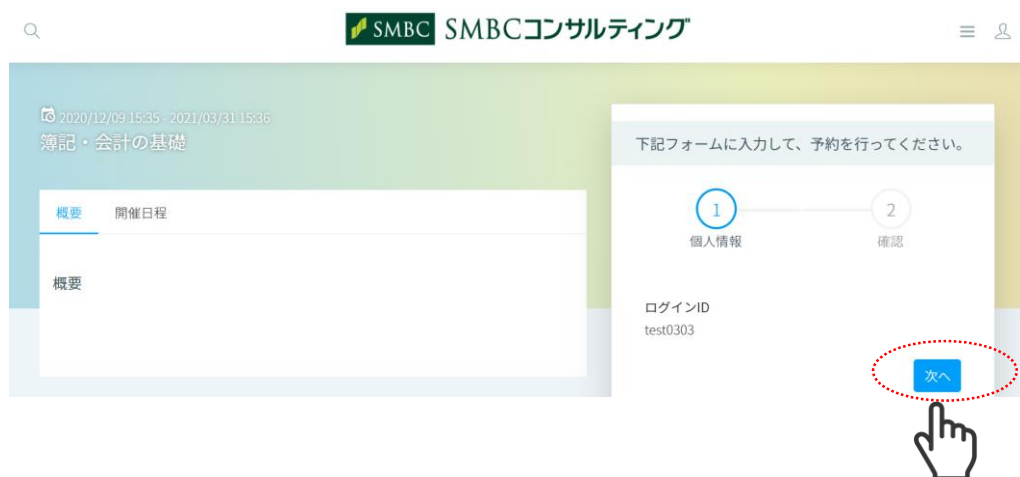 SMBC SMBCコンサルティング
2020/12/09 15:35 - 2021/03/31 15:36
簿記・会計の基礎
概要 開催日程
概要
下記フォームに入力して、予約を行ってください。
1 2
個人情報 確認
ログインID
test0303
次へ